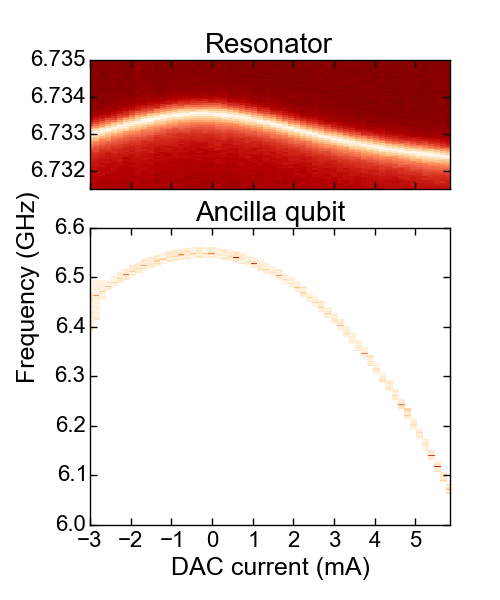 Resonator
6.735
6.734
6.733
6.732
Ancilla qubit
6.6
6.5
6.4
6.3
6.2
6.1
6.0
−3 −2 −1 0 1 2 3 4 5
DAC current (mA)
Frequency (GHz)